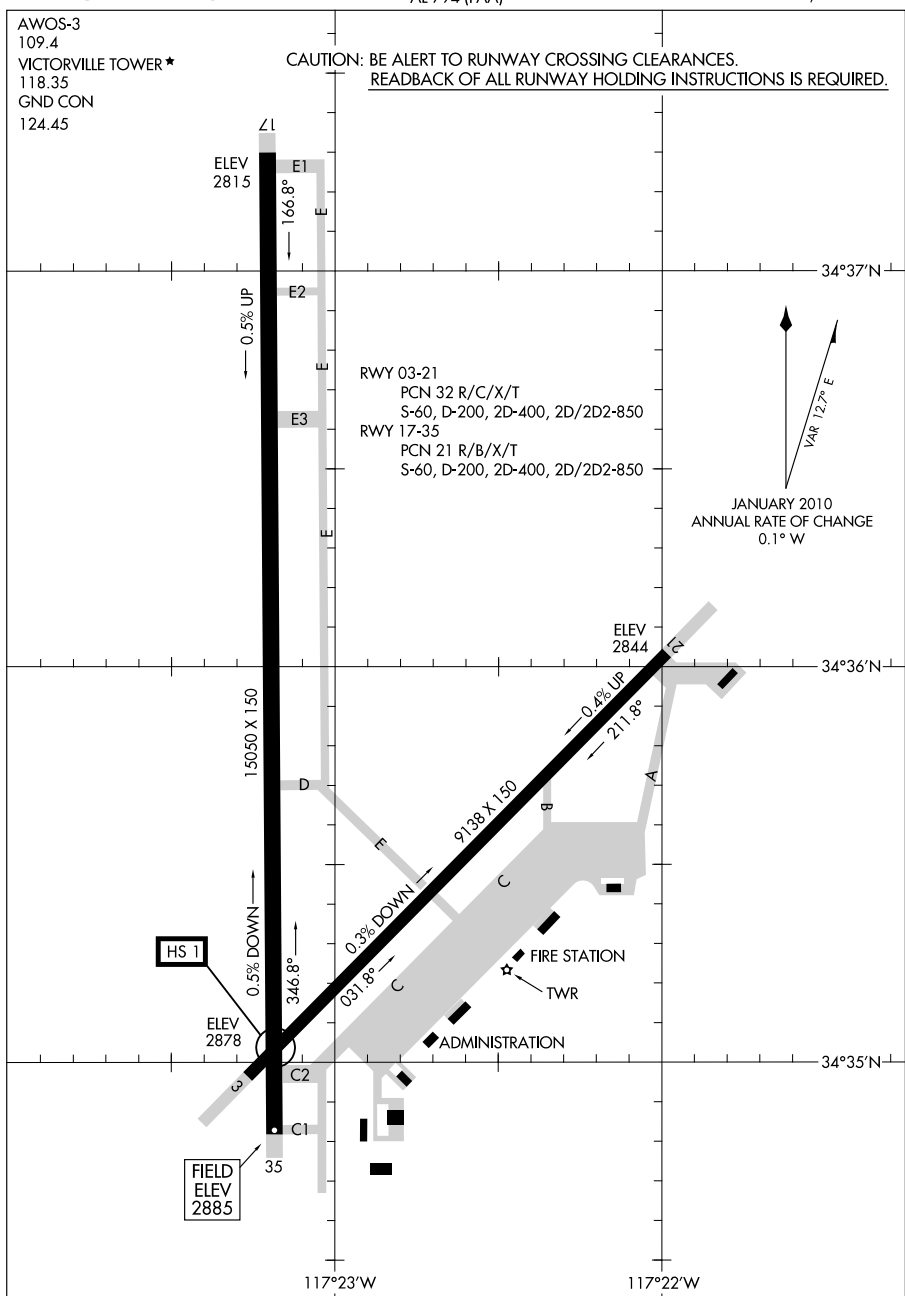 AL-794 (FAA)
AWOS-3
109.4
VICTORVILLE TOWER★
118.35
GND CON
124.45
CAUTION: BE ALERT TO RUNWAY CROSSING CLEARANCES.
READBACK OF ALL RUNWAY HOLDING INSTRUCTIONS IS REQUIRED.
17
ELEV
2815
E1
166.8°
E
34°37'N
E2
0.5% UP
E
E3
RWY 03-21
PCN 32 R/C/X/T
S-60, D-200, 2D-400, 2D/2D2-850
RWY 17-35
PCN 21 R/B/X/T
S-60, D-200, 2D-400, 2D/2D2-850
VAR 12.7° E
JANUARY 2010
ANNUAL RATE OF CHANGE
0.1° W
E
ELEV
2844
21
34°36'N
0.4% UP
211.8°
15050 X 150
D
A
B
9138 X 150
E
C
0.3% DOWN
0.5% DOWN
HS 1
346.8°
031.8°
C
FIRE STATION
TWR
ELEV
2878
ADMINISTRATION
34°35'N
3
C2
C1
35
FIELD
ELEV
2885
117°23'W
117°22'W